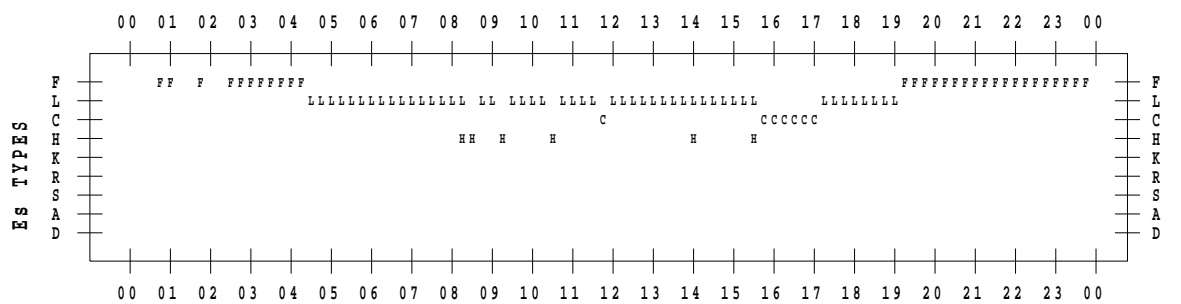 00 01 02 03 04 05 06 07 08 09 10 11 12 13 14 15 16 17 18 19 20 21 22 23 00
Es TYPES
F FF F FFFFFFFF FFFFFFFFFFFFFFFFFFF F
L LLLLLLLLLLLLLLLL LL LLLL LLLL LLLLLLLLLLLLLLL LLLLLLLL L
C C CCCCCC C
H HH H H H H H
K K
R R
S S
A A
D D
00 01 02 03 04 05 06 07 08 09 10 11 12 13 14 15 16 17 18 19 20 21 22 23 00